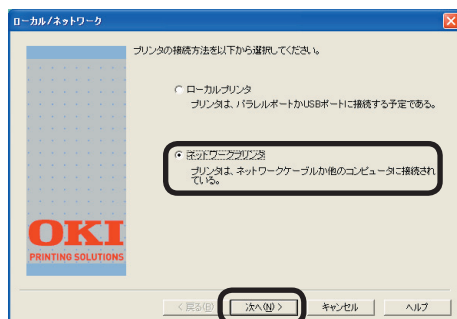 ローカル/ネットワーク
プリンタの接続方法を以下から選択してください。
ローカルプリンタ
プリンタは、パラレルポートかUSBポートに接続する予定である。
ネットワークプリンタ
プリンタは、ネットワークケーブルか他のコンピュータに接続され
ている。
OKI
PRINTING SOLUTIONS
< 戻る(B) 次へ(N) > キャンセル ヘルプ